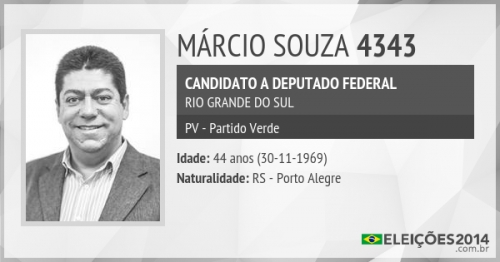 MÁRCIO SOUZA 4343
CANDIDATO A DEPUTADO FEDERAL
RIO GRANDE DO SUL
PV - Partido Verde
Idade: 44 anos (30-11-1969)
Naturalidade: RS - Porto Alegre
ELEIÇÕES2014
.com.br